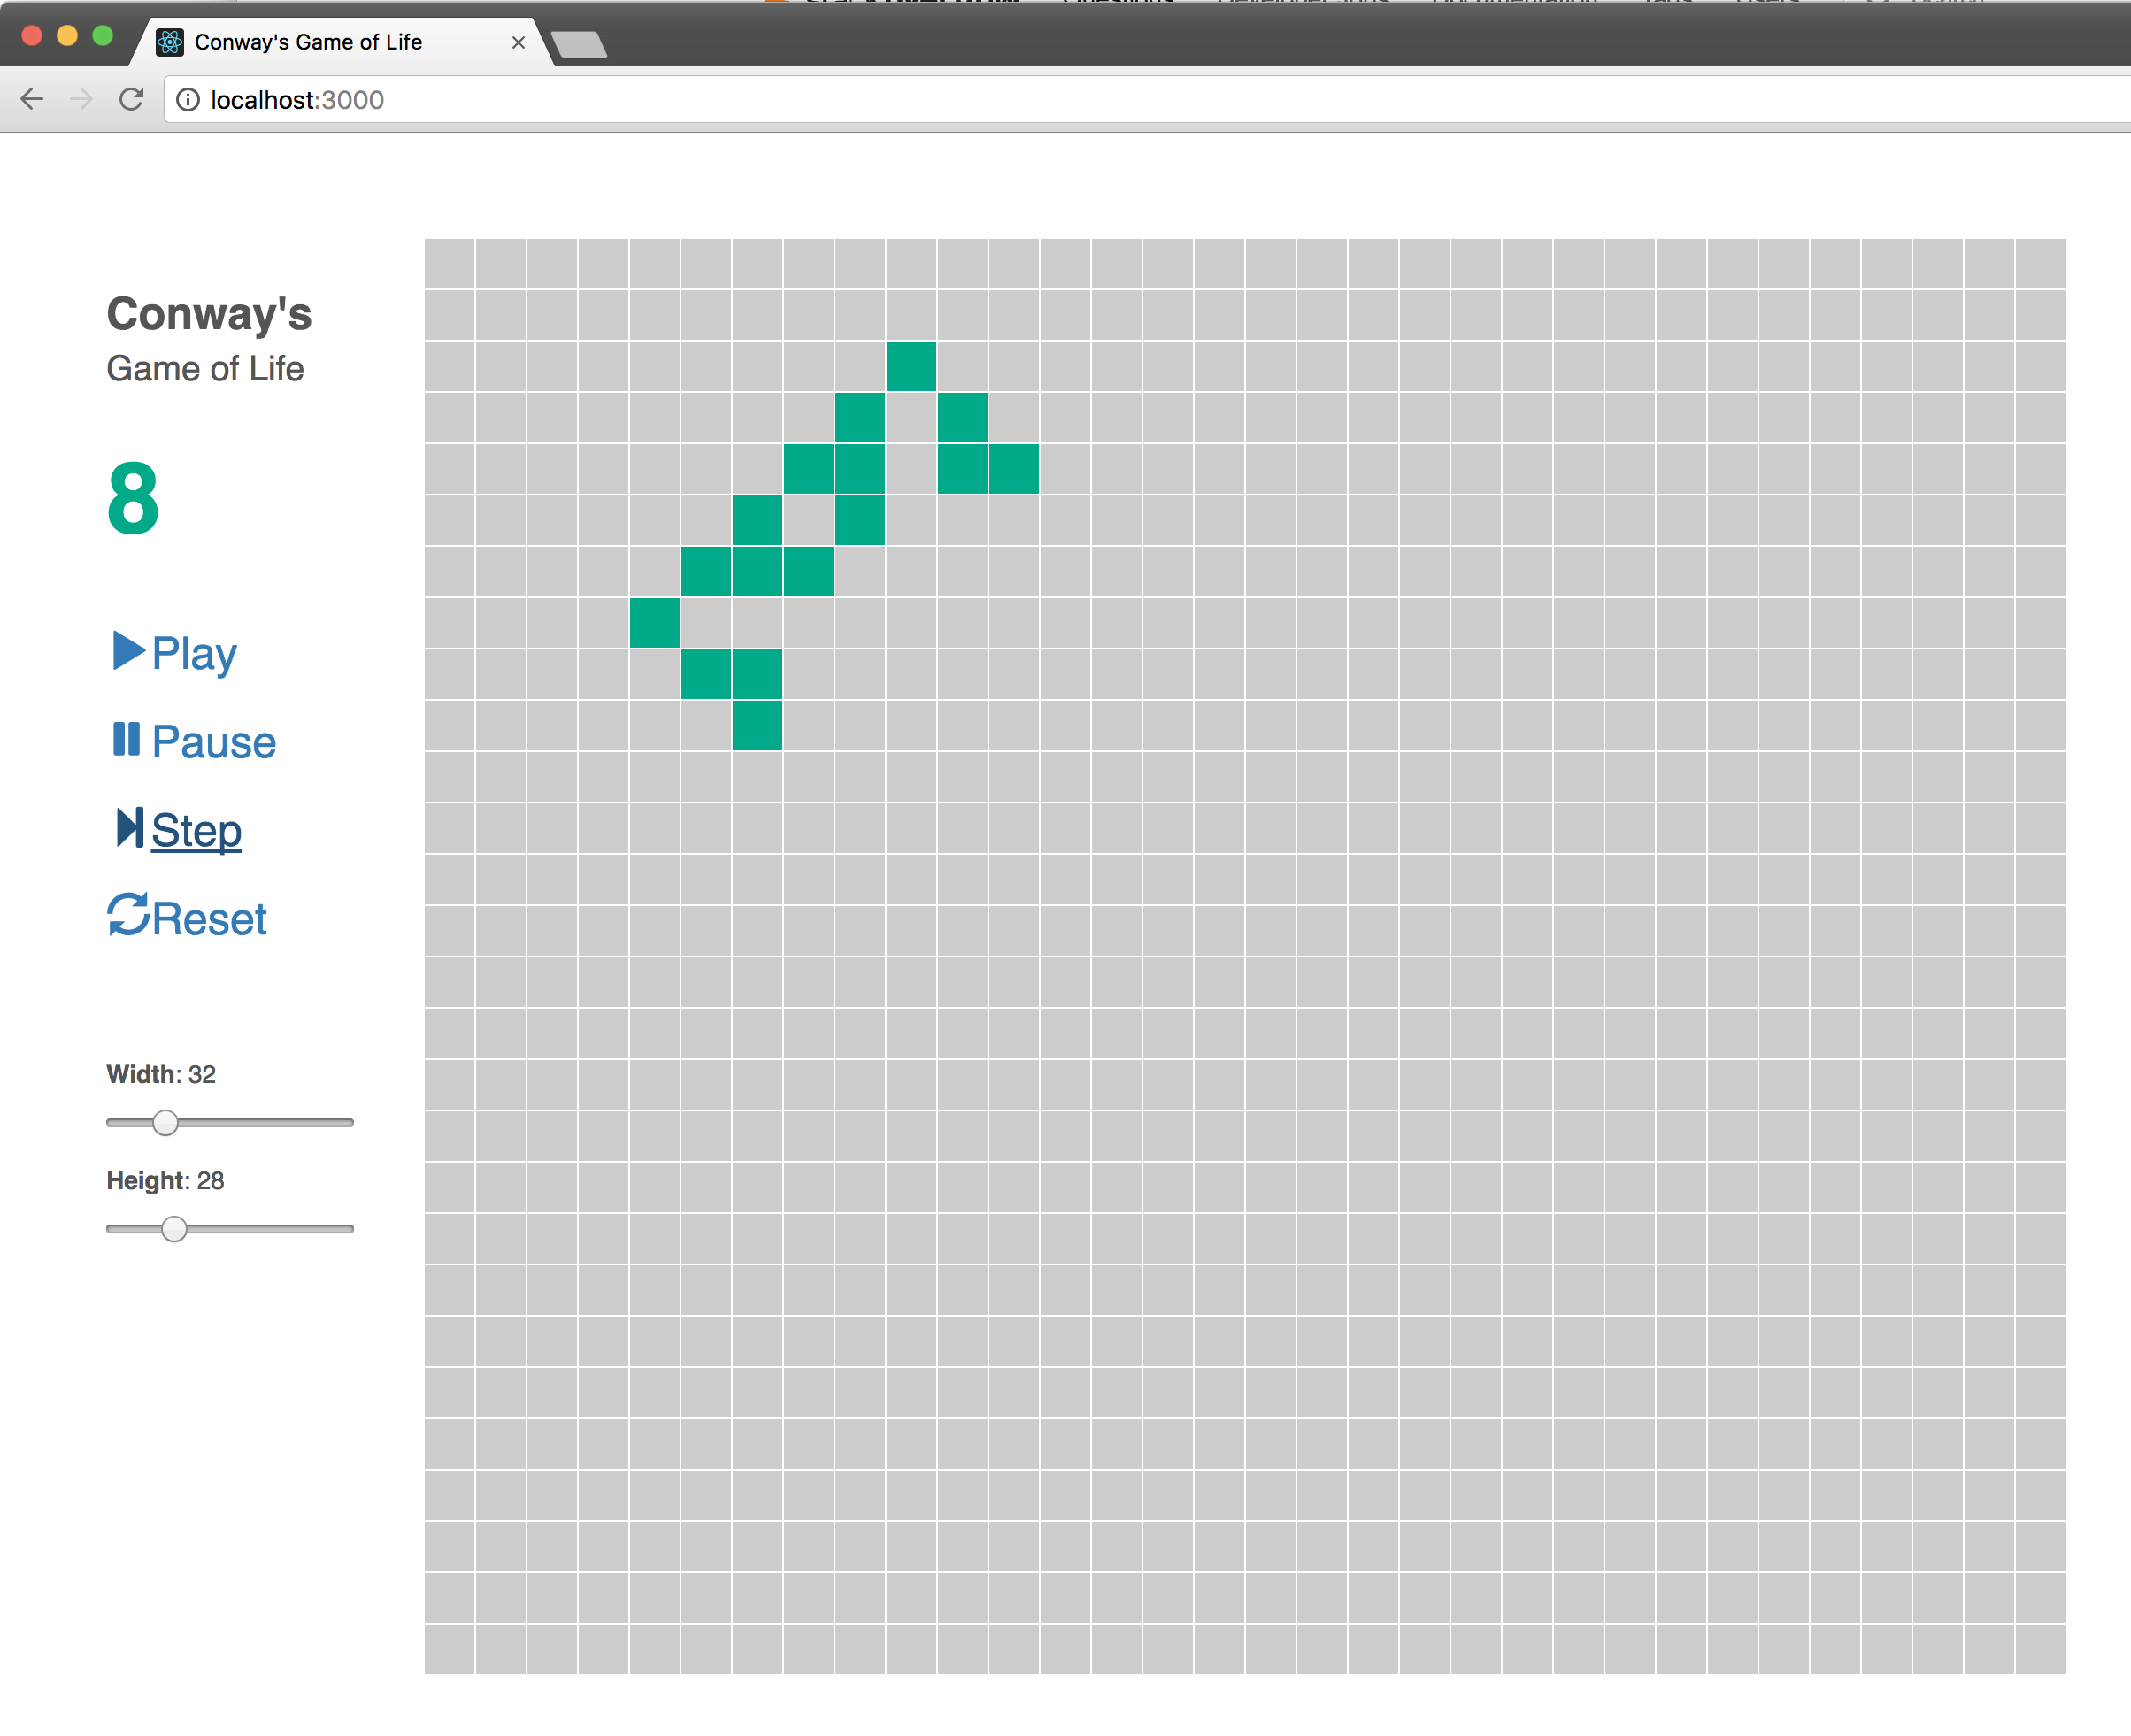 Conway's Game of Life
localhost:3000
Conway's
Game of Life
8
Play
Pause
Step
Reset
Width: 32
Height: 28